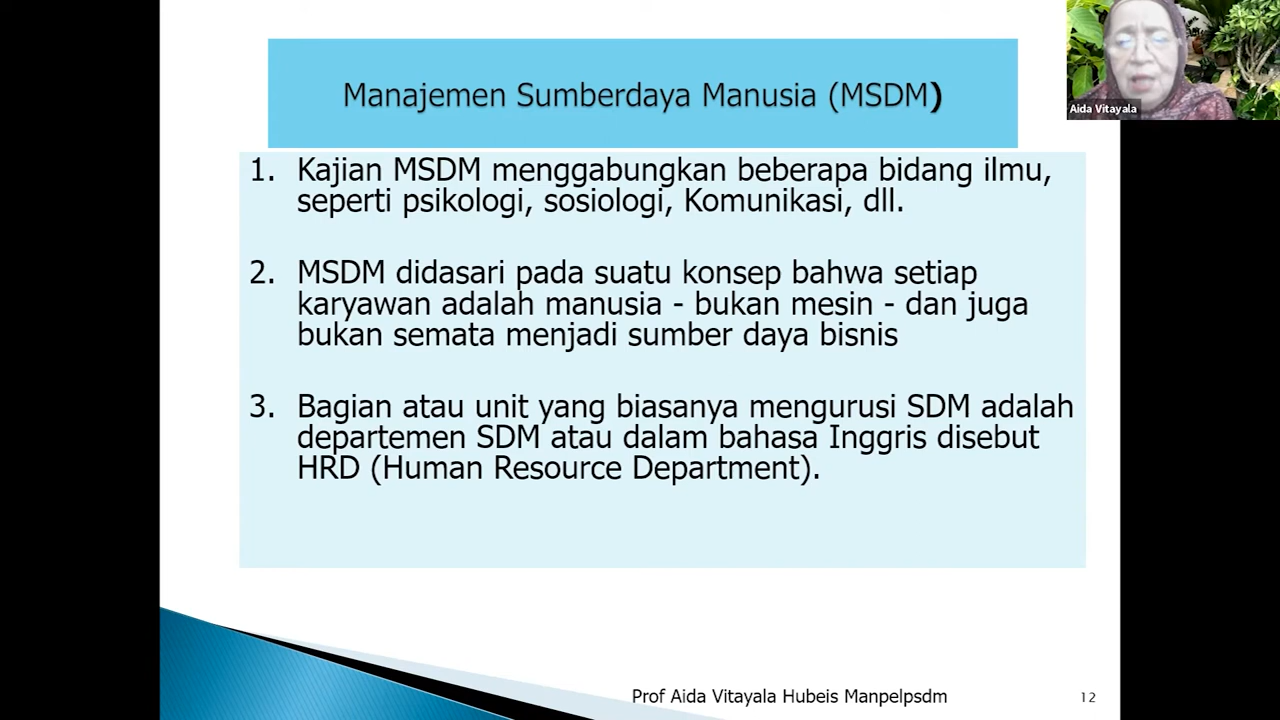 Manajemen Sumberdaya Manusia (MSDM)
Aida Vitayala
1. Kajian MSDM menggabungkan beberapa bidang ilmu,
seperti psikologi, sosiologi, Komunikasi, dll.
2. MSDM didasari pada suatu konsep bahwa setiap
karyawan adalah manusia - bukan mesin - dan juga
bukan semata menjadi sumber daya bisnis
3. Bagian atau unit yang biasanya mengurusi SDM adalah
departemen SDM atau dalam bahasa Inggris disebut
HRD (Human Resource Department).
Prof Aida Vitayala Hubeis Manpelpsdm
12